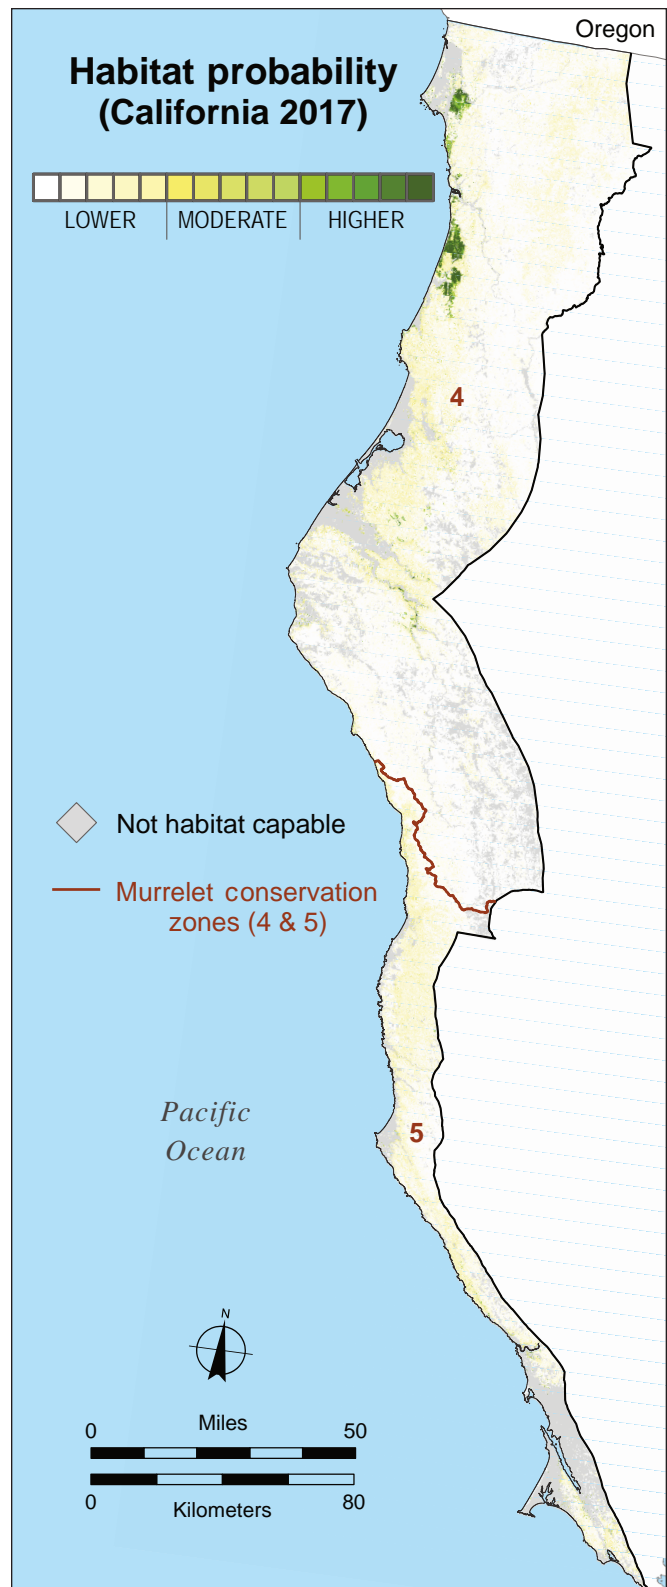 Oregon
Habitat probability
(California 2017)
LOWER MODERATE HIGHER
4
Not habitat capable
Murrelet conservation
zones (4 & 5)
Pacific
Ocean
5
N
Miles
0 50
0 80
Kilometers